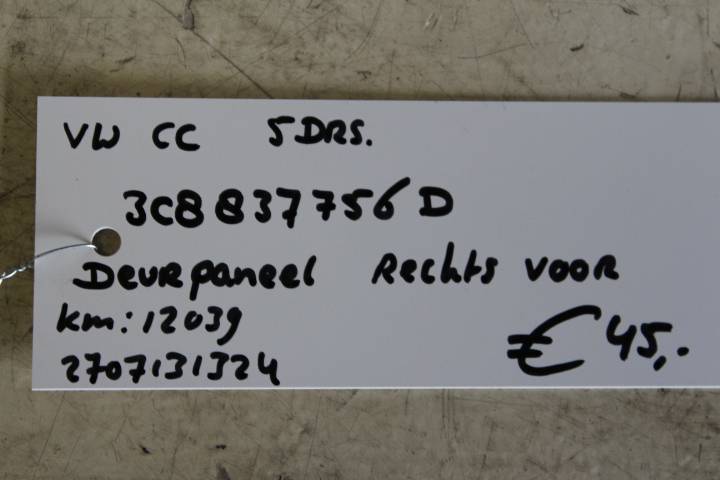 VW CC 5DRS.
3C8837756D
Deurpaneel Rechts voor
km: 12039
€45,-.
2707131324